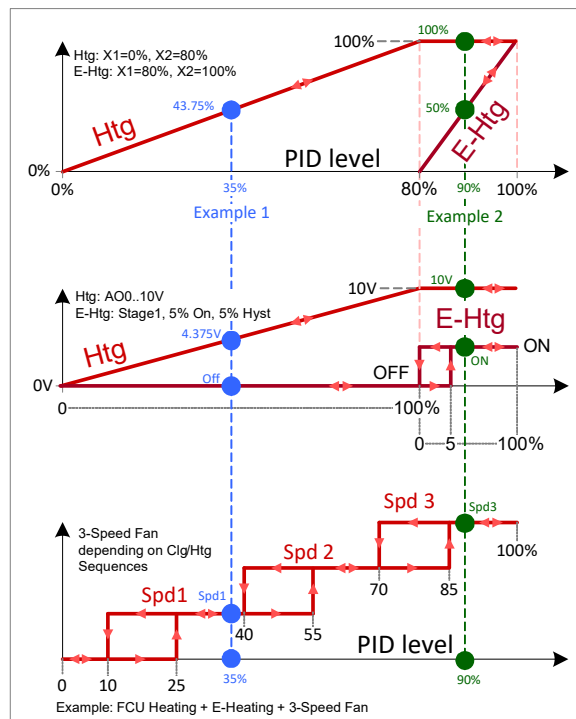 Htg: X1=0%, X2=80%
E-Htg: X1=80%, X2=100%
100%
100%
43.75%
50%
Htg
E-Htg
PID level
0%
0%
35%
80%
90%
100%
Example 1
Example 2
Htg: AO0..10V
E-Htg: Stage1, 5% On, 5% Hyst
10V
10V
4.375V
Htg
E-Htg
Off
OFF
ON
ON
0V
0
100%
0
5
100%
3-Speed Fan
depending on Clg/Htg
Sequences
Spd 3
Spd3
100%
Spd 2
70
85
Spd1
Spd1
40
55
PID level
0
10
25
35%
90%
Example: FCU Heating + E-Heating + 3-Speed Fan